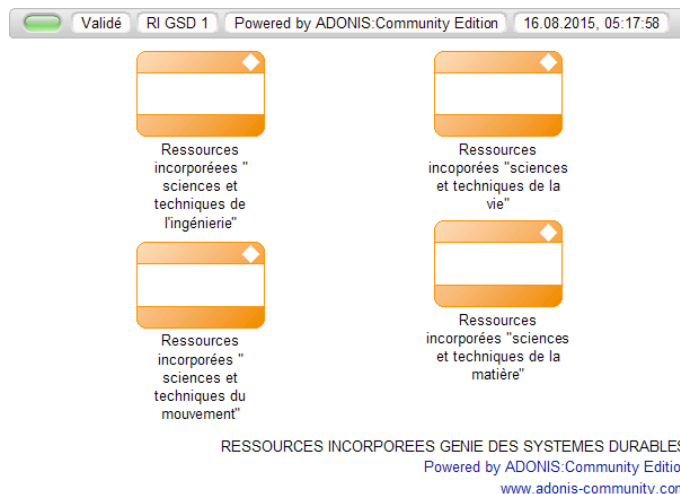 Validé RI GSD 1 Powered by ADONIS:Community Edition 16.08.2015, 05:17:58
Ressources
incorporéees "
sciences et
techniques de
l'ingénierie"
Ressources
incoporées "sciences
et techniques de la
vie"
Ressources
incorporées "
sciences et
techniques du
mouvement"
Ressources
incorporées "sciences
et techniques de la
matière"
RESSOURCES INCORPOREES GENIE DES SYSTEMES DURABLES
Powered by ADONIS:Community Editio
www.adonis-community.con